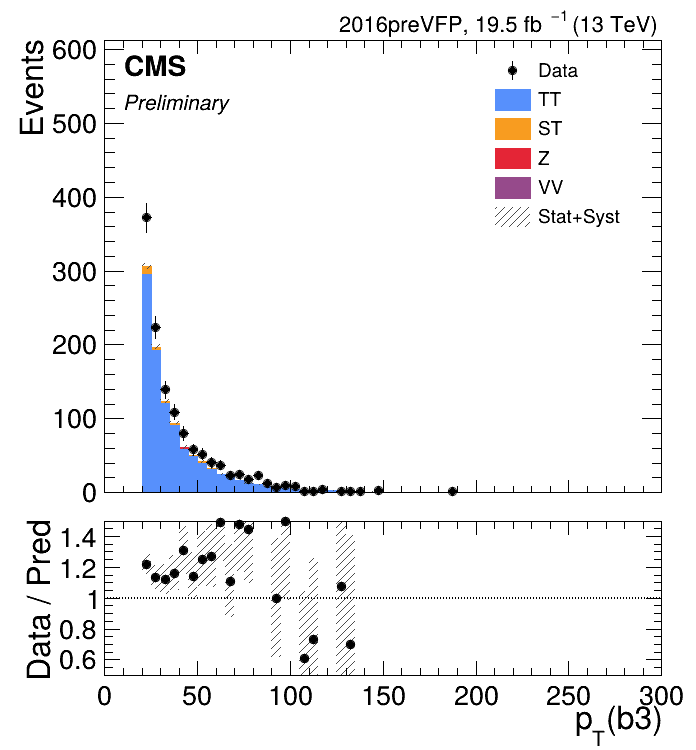 2016preVFP, 19.5 fb⁻¹ (13 TeV)
Events
600
500
400
300
200
100
0
CMS
Preliminary
Data
TT
ST
Z
VV
Stat+Syst
Data / Pred
1.4
1.2
1
0.8
0.6
0 50 100 150 200 250 300
p_T(b3)